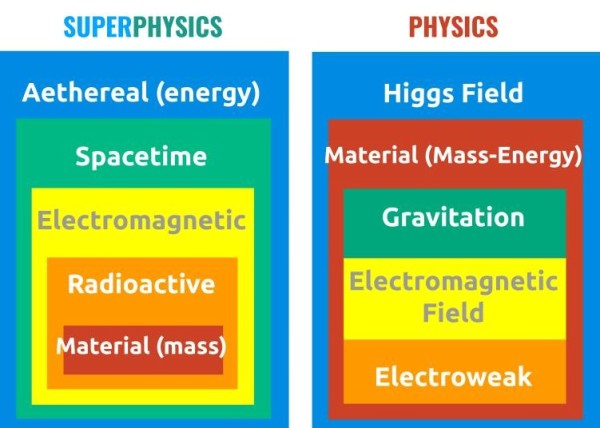 SUPERPHYSICS
Aethereal (energy)
Spacetime
Electromagnetic
Radioactive
Material (mass)
PHYSICS
Higgs Field
Material (Mass-Energy)
Gravitation
Electromagnetic
Field
Electroweak